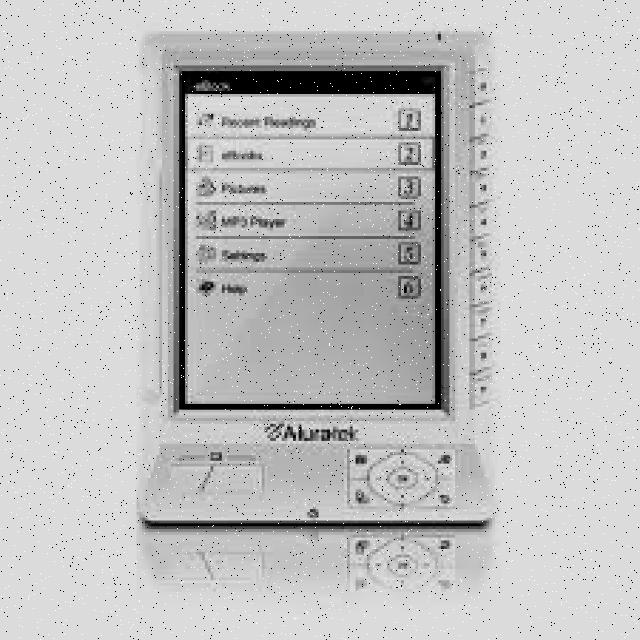 eBook
Recent Readings 1
eBooks 2
Pictures 3
MP3 Player 4
Settings 5
Help 6
Aluratek